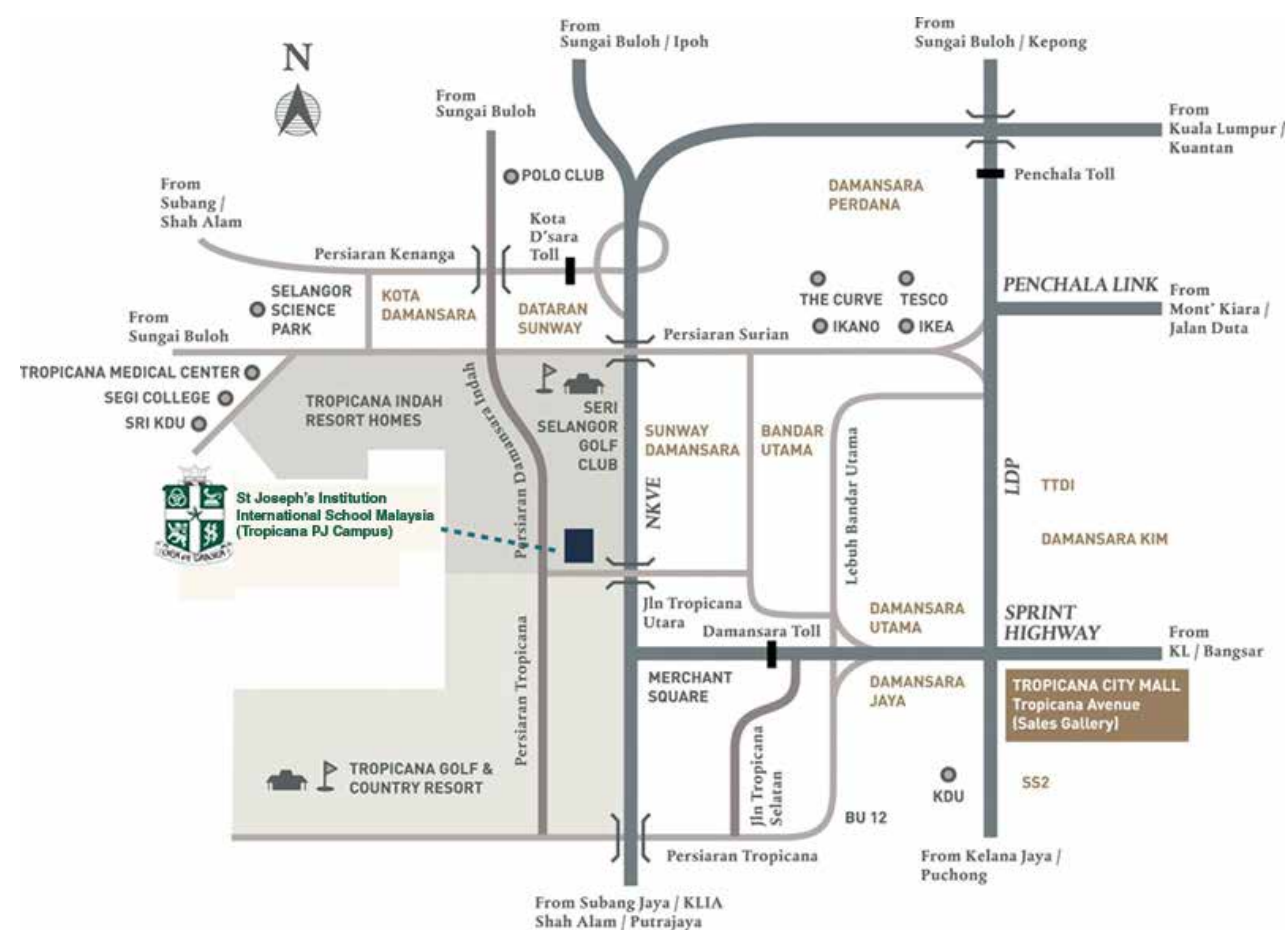 From
Sungai Buloh / Ipoh
From
Sungai Buloh / Kepong
N
From
Sungai Buloh
From
Kuala Lumpur /
Kuantan
POLO CLUB
Penchala Toll
DAMANSARA
PERDANA
From
Subang /
Shah Alam
Kota
D'sara
Toll
Persiaran Kenanga
SELANGOR
SCIENCE
PARK
KOTA
DAMANSARA
DATARAN
SUNWAY
THE CURVE
TESCO
IKANO
IKEA
PENCHALA LINK
From
Mont' Kiara /
Jalan Duta
From
Sungai Buloh
Persiaran Surian
TROPICANA MEDICAL CENTER
SEGI COLLEGE
SRI KDU
TROPICANA INDAH
RESORT HOMES
Persiaran Damansara Indah
SERI
SELANGOR
GOLF
CLUB
SUNWAY
DAMANSARA
BANDAR
UTAMA
NKVE
Lebuh Bandar Utama
LDP
TTDI
DAMANSARA KIM
St Joseph's Institution
International School Malaysia
(Tropicana PJ Campus)
Jln Tropicana
Utara
Damansara Toll
DAMANSARA
UTAMA
SPRINT
HIGHWAY
From
KL / Bangsar
Persiaran Tropicana
MERCHANT
SQUARE
DAMANSARA
JAYA
TROPICANA CITY MALL
Tropicana Avenue
(Sales Gallery)
TROPICANA GOLF &
COUNTRY RESORT
Jln Tropicana
Selatan
KDU
SS2
BU 12
Persiaran Tropicana
From Kelana Jaya /
Puchong
From Subang Jaya / KLIA
Shah Alam / Putrajaya